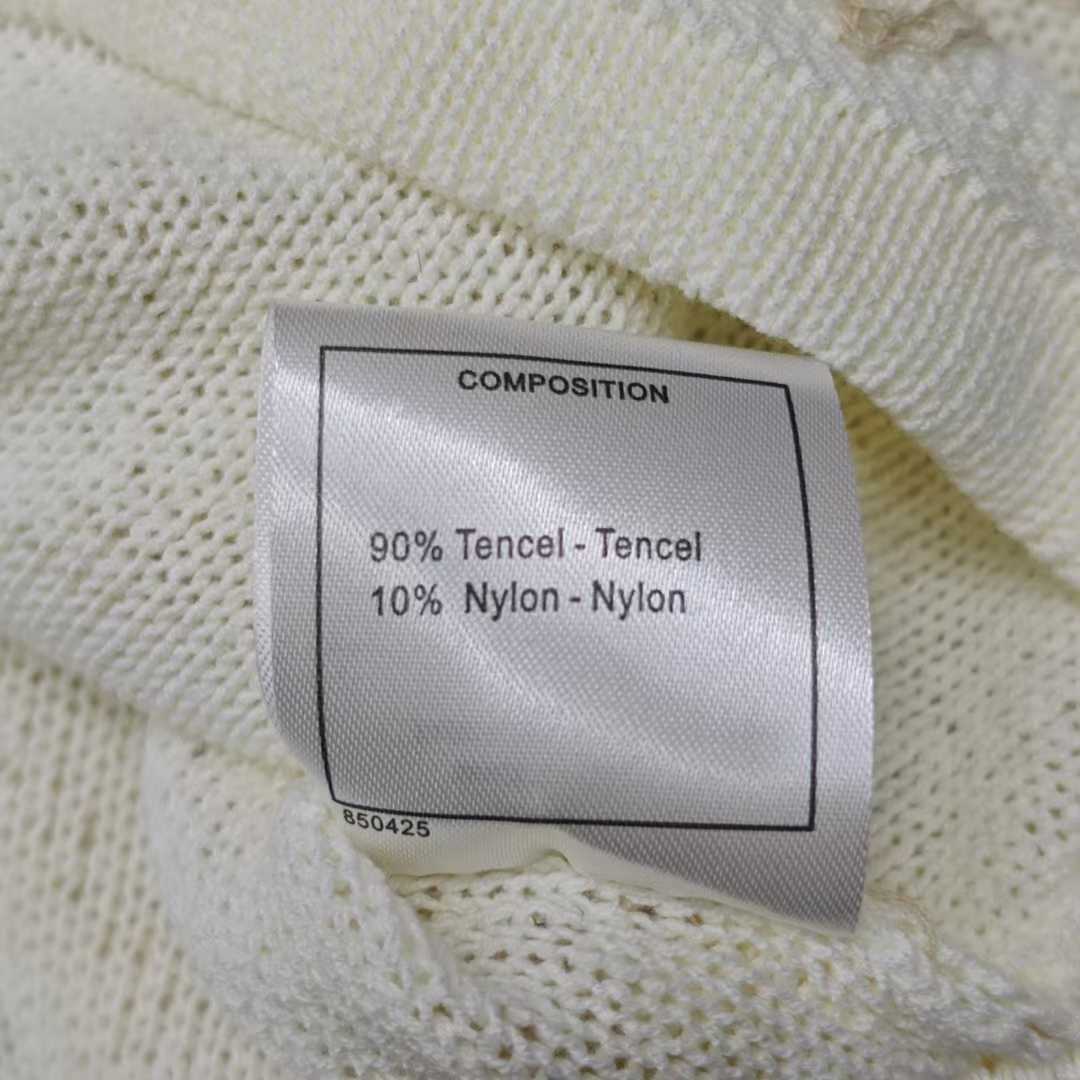 COMPOSITION
90% Tencel - Tencel
10% Nylon - Nylon
850425